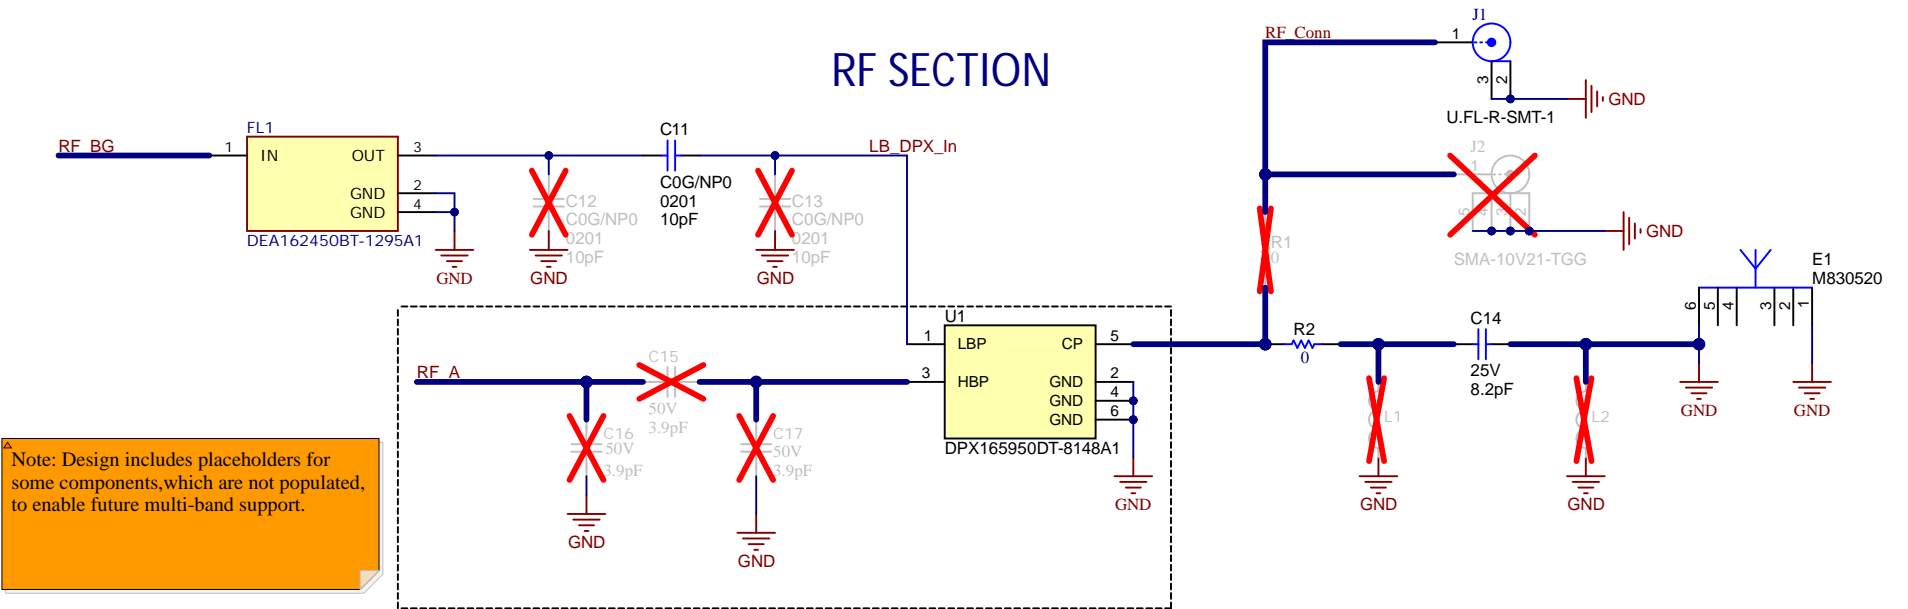 RF SECTION
RF_Conn
J1
1
3
2
GND
U.FL-R-SMT-1
J2
1
5
4
3
2
GND
SMA-10V21-TGG
RF_BG
FL1
1
IN
OUT
3
GND
2
GND
4
DEA162450BT-1295A1
GND
C12
C0G/NP0
0201
10pF
GND
C11
C0G/NP0
0201
10pF
C13
C0G/NP0
0201
10pF
GND
LB_DPX_In
R1
0
E1
M830520
6
5
4
3
2
1
GND
GND
U1
1
LBP
CP
5
3
HBP
GND
2
GND
4
GND
6
DPX165950DT-8148A1
GND
R2
0
C14
25V
8.2pF
L1
GND
L2
GND
RF_A
C15
50V
3.9pF
C16
50V
3.9pF
GND
C17
50V
3.9pF
GND
Note: Design includes placeholders for
some components,which are not populated,
to enable future multi-band support.